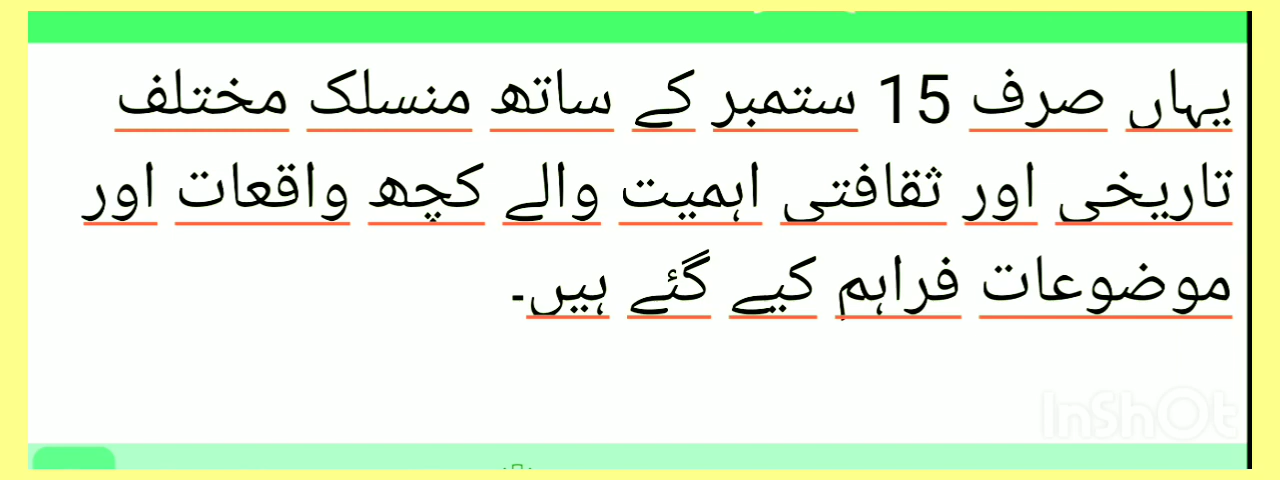 یہاں صرف 15 ستمبر کے ساتھ منسلک مختلف
تاریخی اور ثقافتی اہمیت والے کچھ واقعات اور
موضوعات فراہم کیے گئے ہیں۔
InShOt